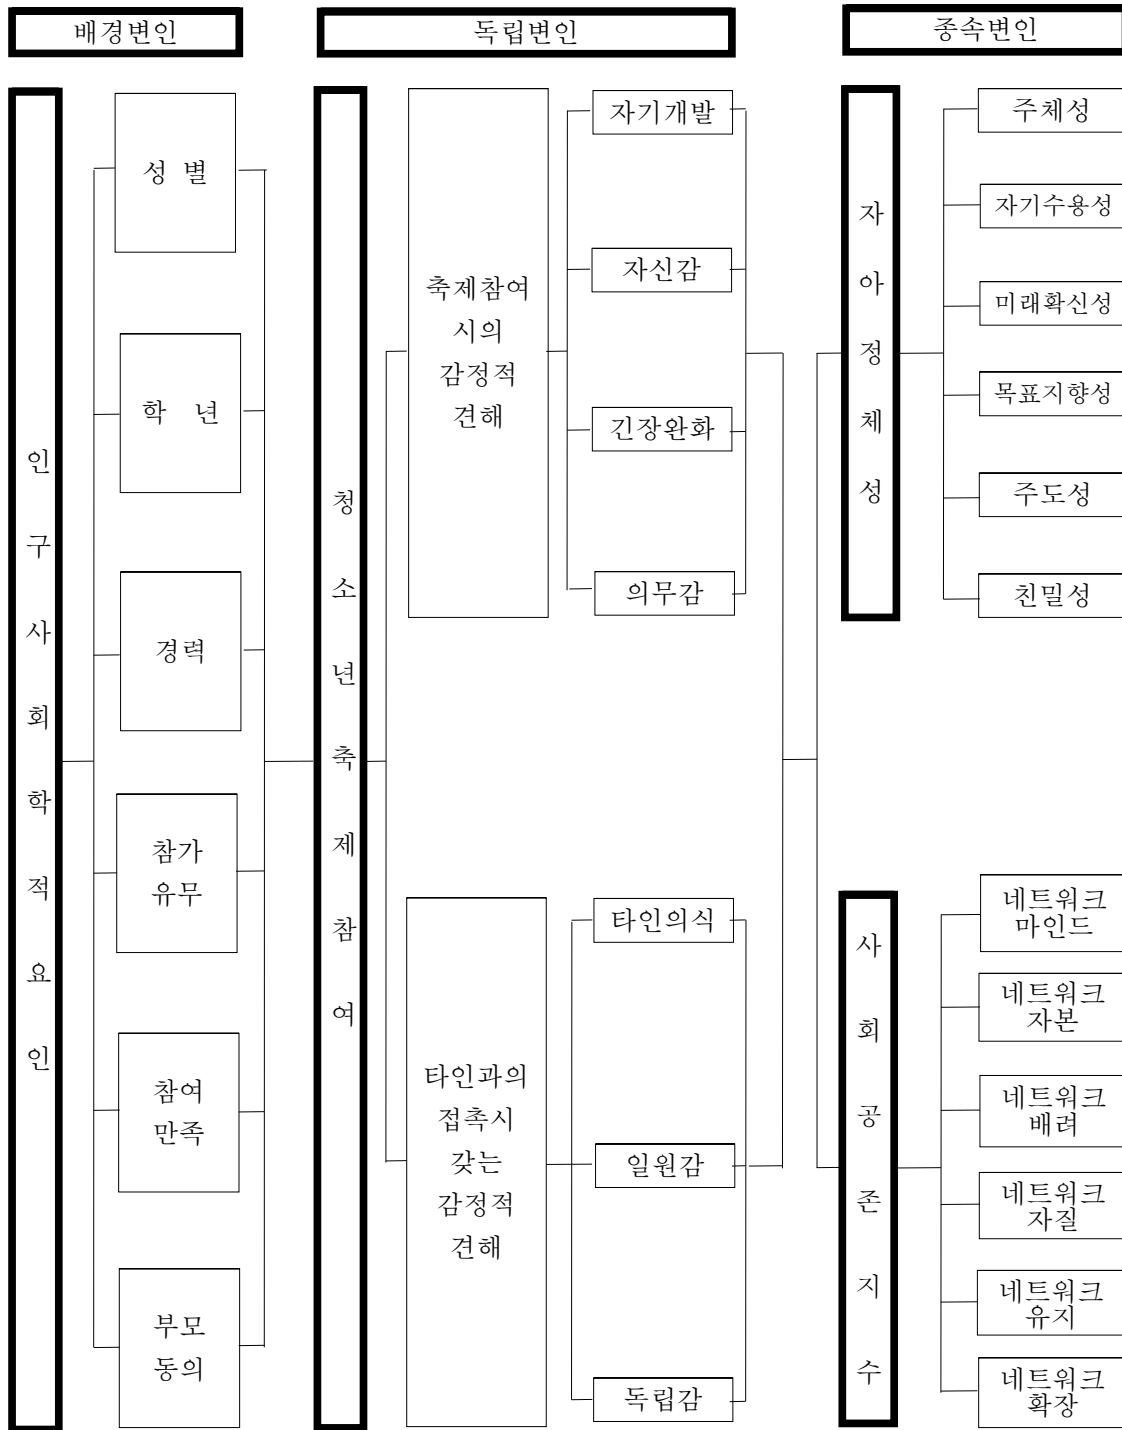 배경변인
독립변인
종속변인
인구사회학적요인
성 별
학 년
경력
참가
유무
참여
만족
부모
동의
청소년축제참여
축제참여
시의
감정적
견해
자기개발
자신감
긴장완화
의무감
타인과의
접촉시
갖는
감정적
견해
타인의식
일원감
독립감
자아정체성
주체성
자기수용성
미래확신성
목표지향성
주도성
친밀성
사회공존지수
네트워크
마인드
네트워크
자본
네트워크
배려
네트워크
자질
네트워크
유지
네트워크
확장